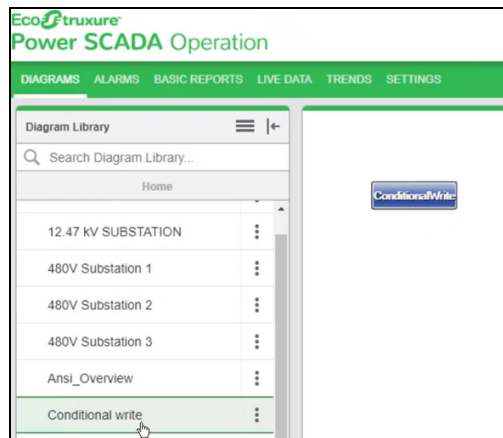 EcoStruxure
Power SCADA Operation
DIAGRAMS ALARMS BASIC REPORTS LIVE DATA TRENDS SETTINGS
Diagram Library
Search Diagram Library...
Home
12.47 kV SUBSTATION
480V Substation 1
480V Substation 2
480V Substation 3
Ansi_Overview
Conditional write
ConditionalWrite